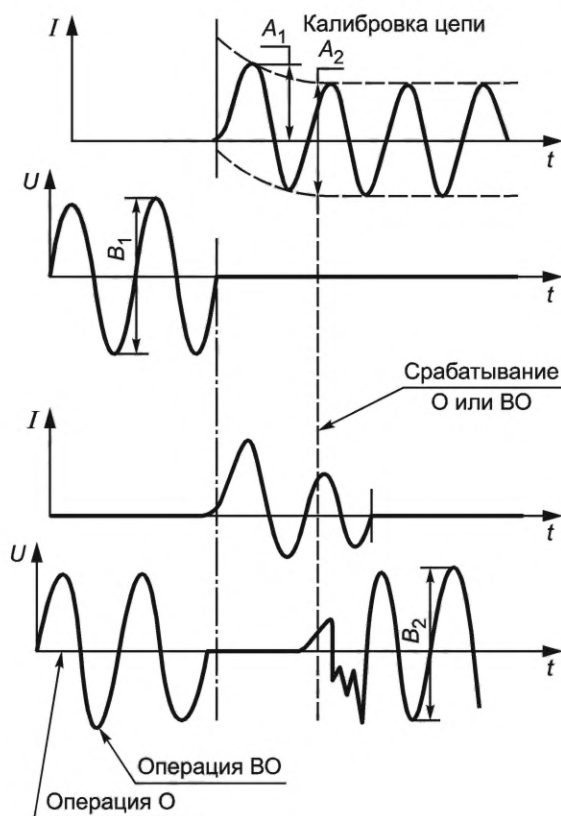 I
A₁
Калибровка цепи
A₂
t
U
B₁
t
Срабатывание
О или ВО
I
t
U
B₂
t
Операция ВО
Операция О